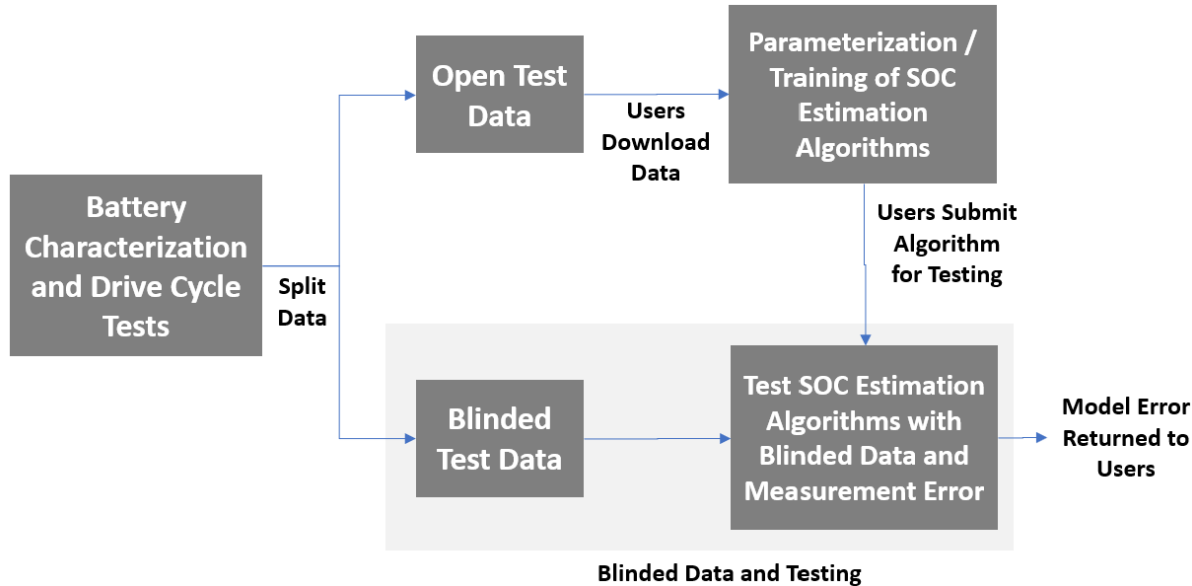 Battery
Characterization
and Drive Cycle
Tests
Split
Data
Open Test
Data
Users
Download
Data
Parameterization /
Training of SOC
Estimation
Algorithms
Users Submit
Algorithm
for Testing
Blinded
Test Data
Test SOC Estimation
Algorithms with
Blinded Data and
Measurement Error
Model Error
Returned to
Users
Blinded Data and Testing